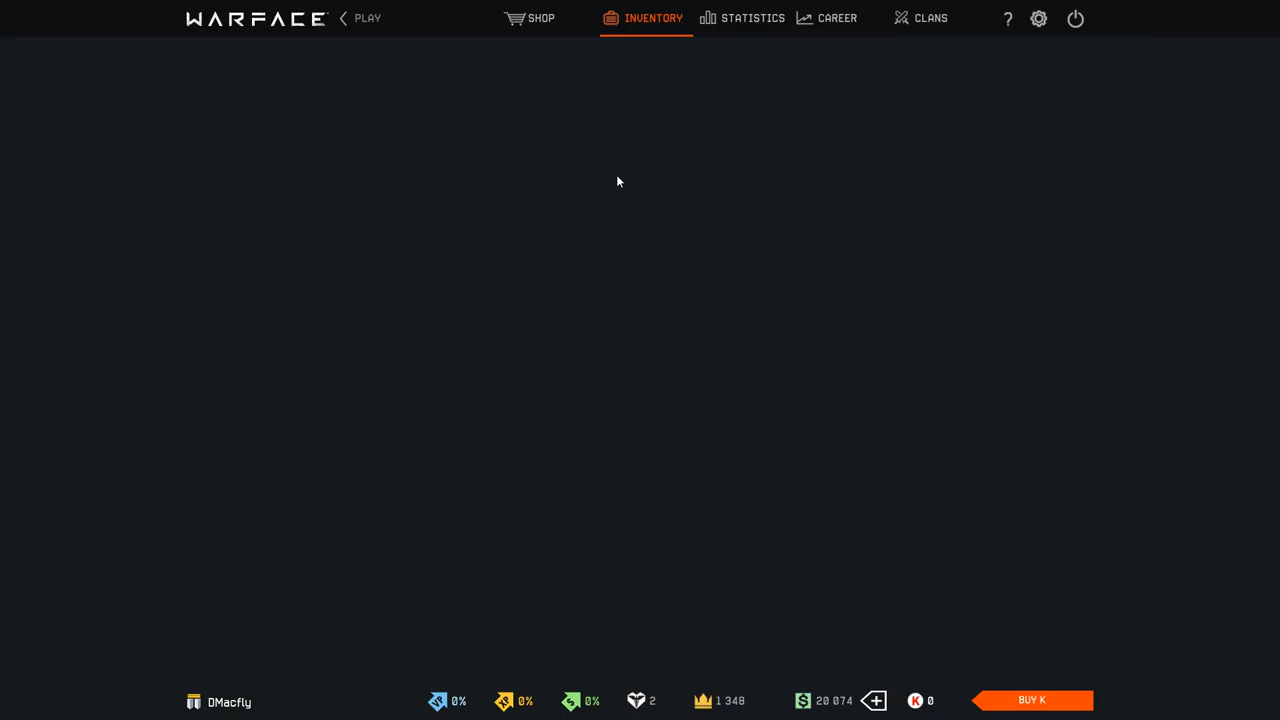 WARFACE PLAY SHOP INVENTORY STATISTICS CAREER CLANS ?
DMacfly 0% 0% 0% 2 1 348 $ 20 074 K 0 BUY K